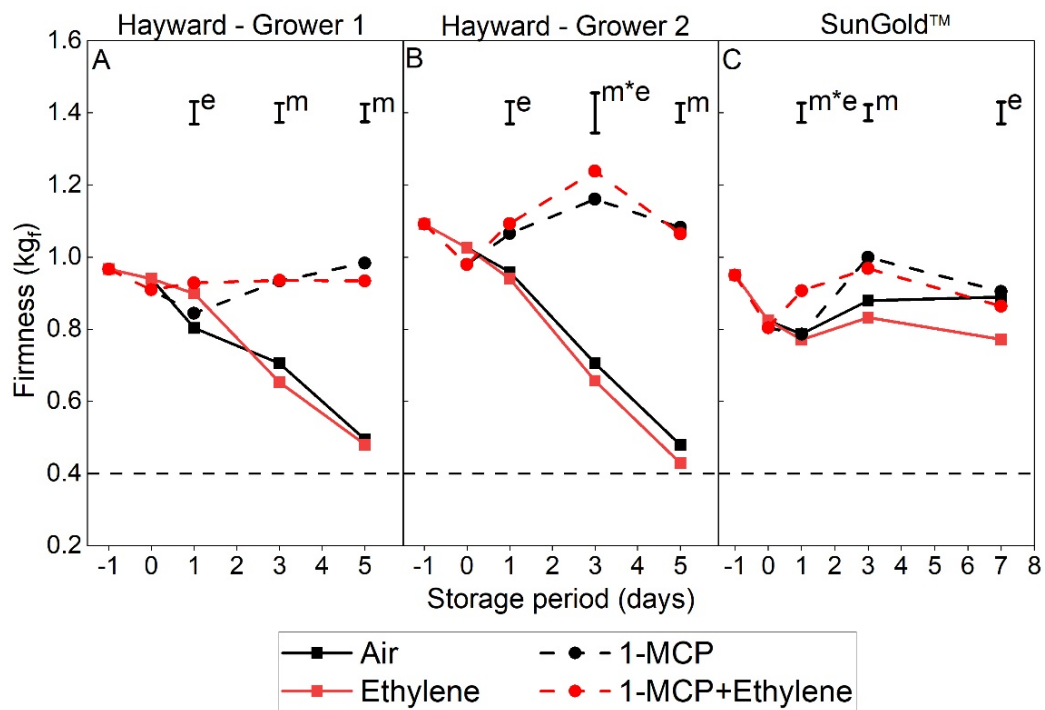 Hayward - Grower 1 Hayward - Grower 2 SunGold™
A B C
e m m e m*e m m*e m e
1.6
1.4
1.2
1.0
0.8
0.6
0.4
0.2
Firmness (kgf)
-1 0 1 2 3 4 5 -1 0 1 2 3 4 5 -1 0 1 2 3 4 5 6 7 8
Storage period (days)
Air 1-MCP
Ethylene 1-MCP+Ethylene